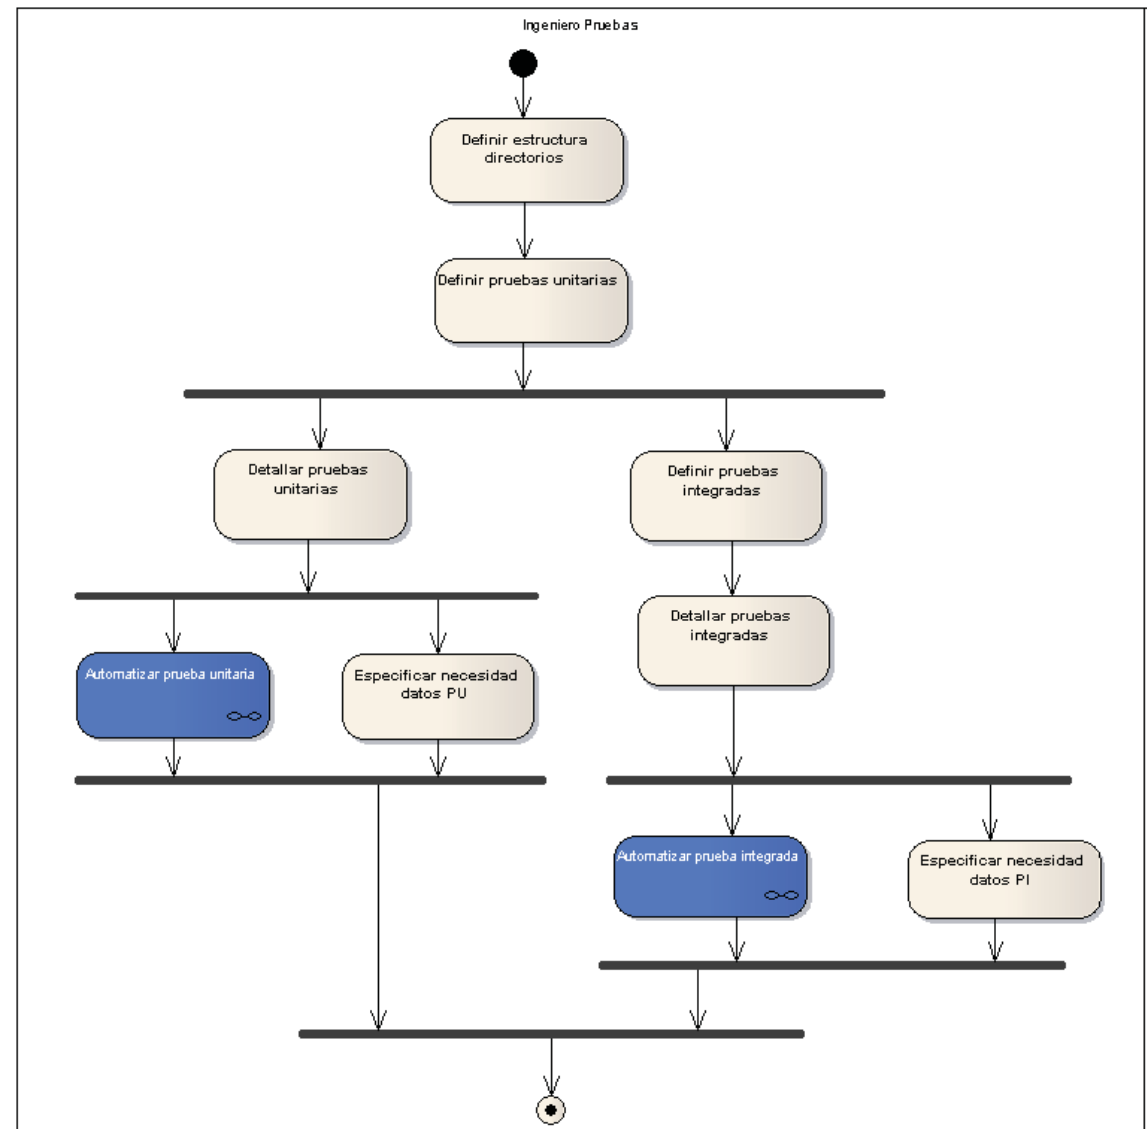 Ingeniero Pruebas
Definir estructura
directorios
Definir pruebas unitarias
Detallar pruebas
unitarias
Definir pruebas
integradas
Detallar pruebas
integradas
Automatizar prueba unitaria
Especificar necesidad
datos PU
Automatizar prueba integrada
Especificar necesidad
datos PI